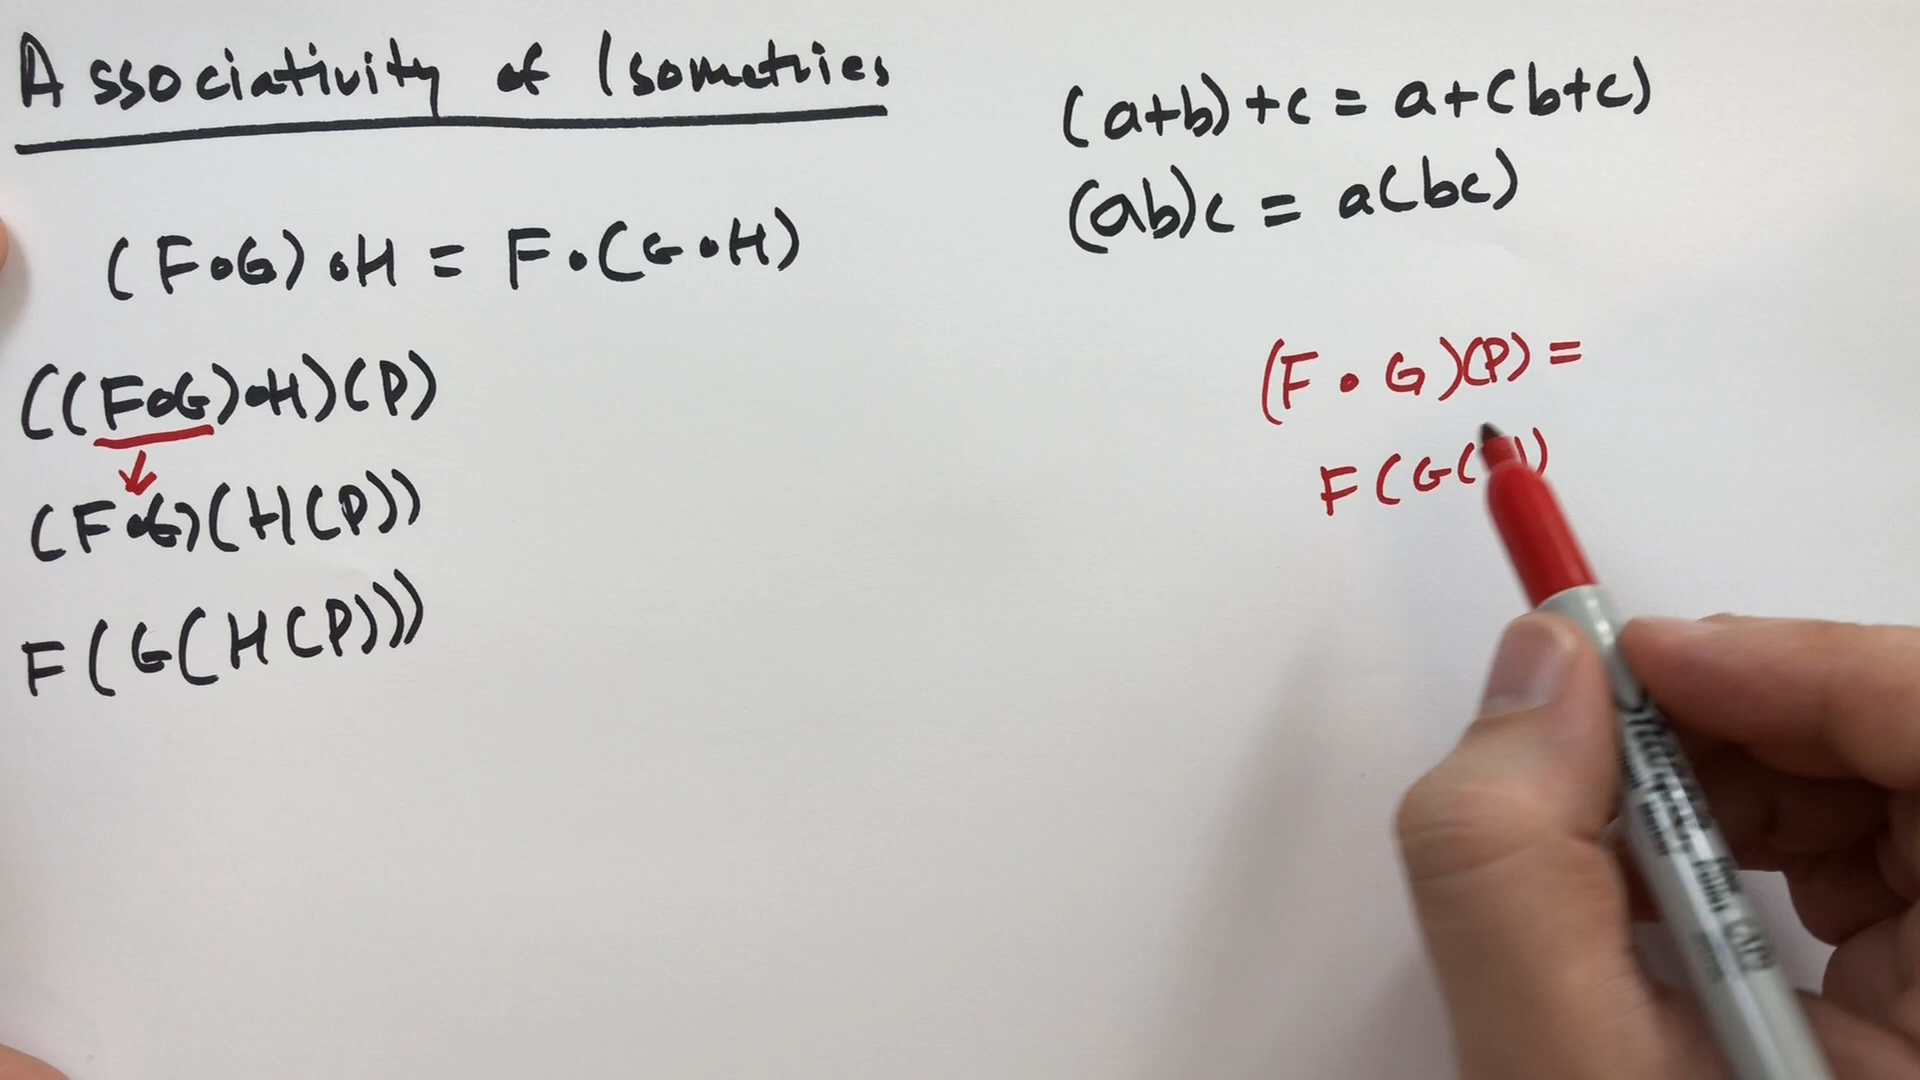 Associativity of Isometries
(F∘G)∘H = F∘(G∘H)
((F∘G)∘H)(P)
(F∘G)(H(P))
F(G(H(P)))
(a+b)+c = a+(b+c)
(ab)c = a(bc)
(F∘G)(P) =
F(G(